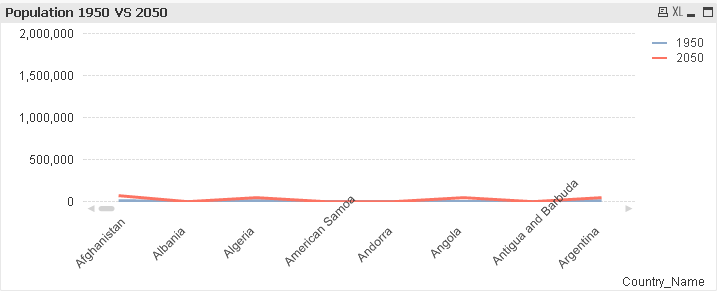 Population 1950 VS 2050
XL
2,000,000
1950
2050
1,500,000
1,000,000
500,000
0
Afghanistan
Albania
Algeria
American Samoa
Andorra
Angola
Antigua and Barbuda
Argentina
Country_Name